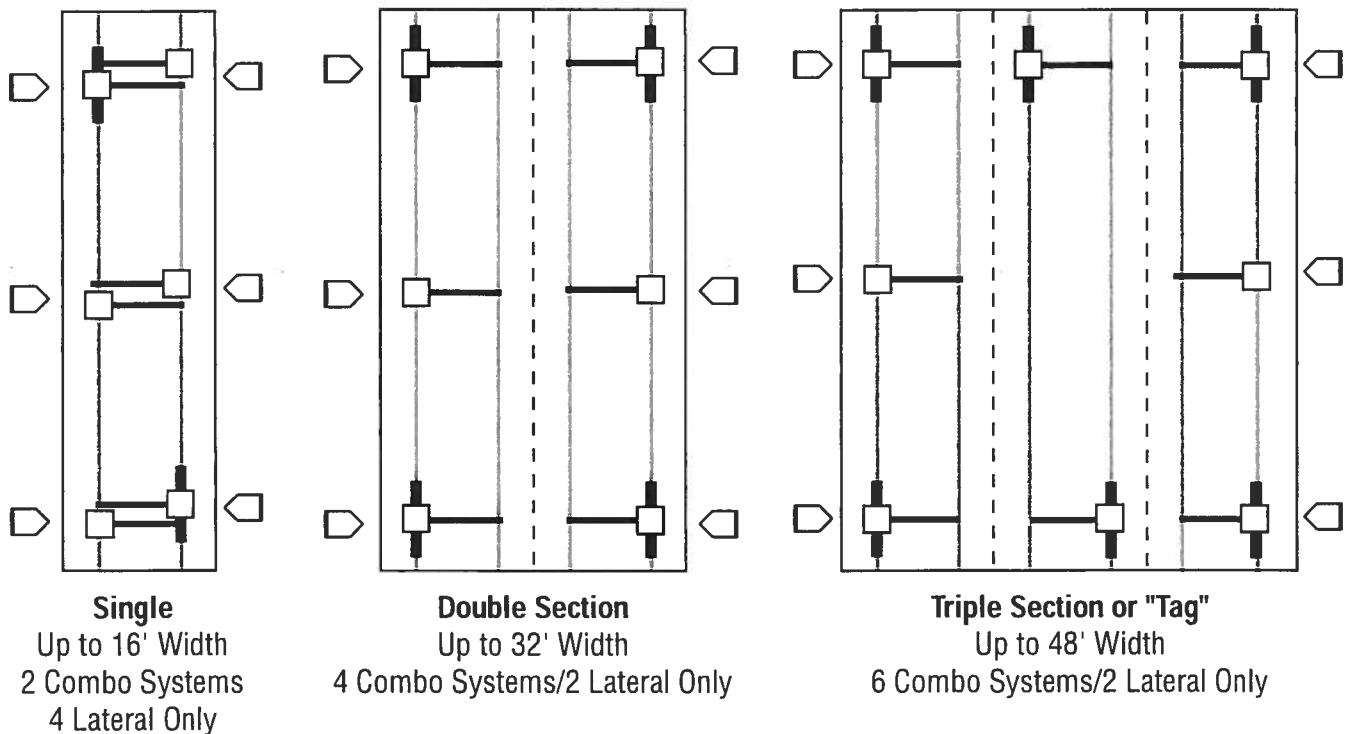 Single
Up to 16' Width
2 Combo Systems
4 Lateral Only
Double Section
Up to 32' Width
4 Combo Systems/2 Lateral Only
Triple Section or "Tag"
Up to 48' Width
6 Combo Systems/2 Lateral Only